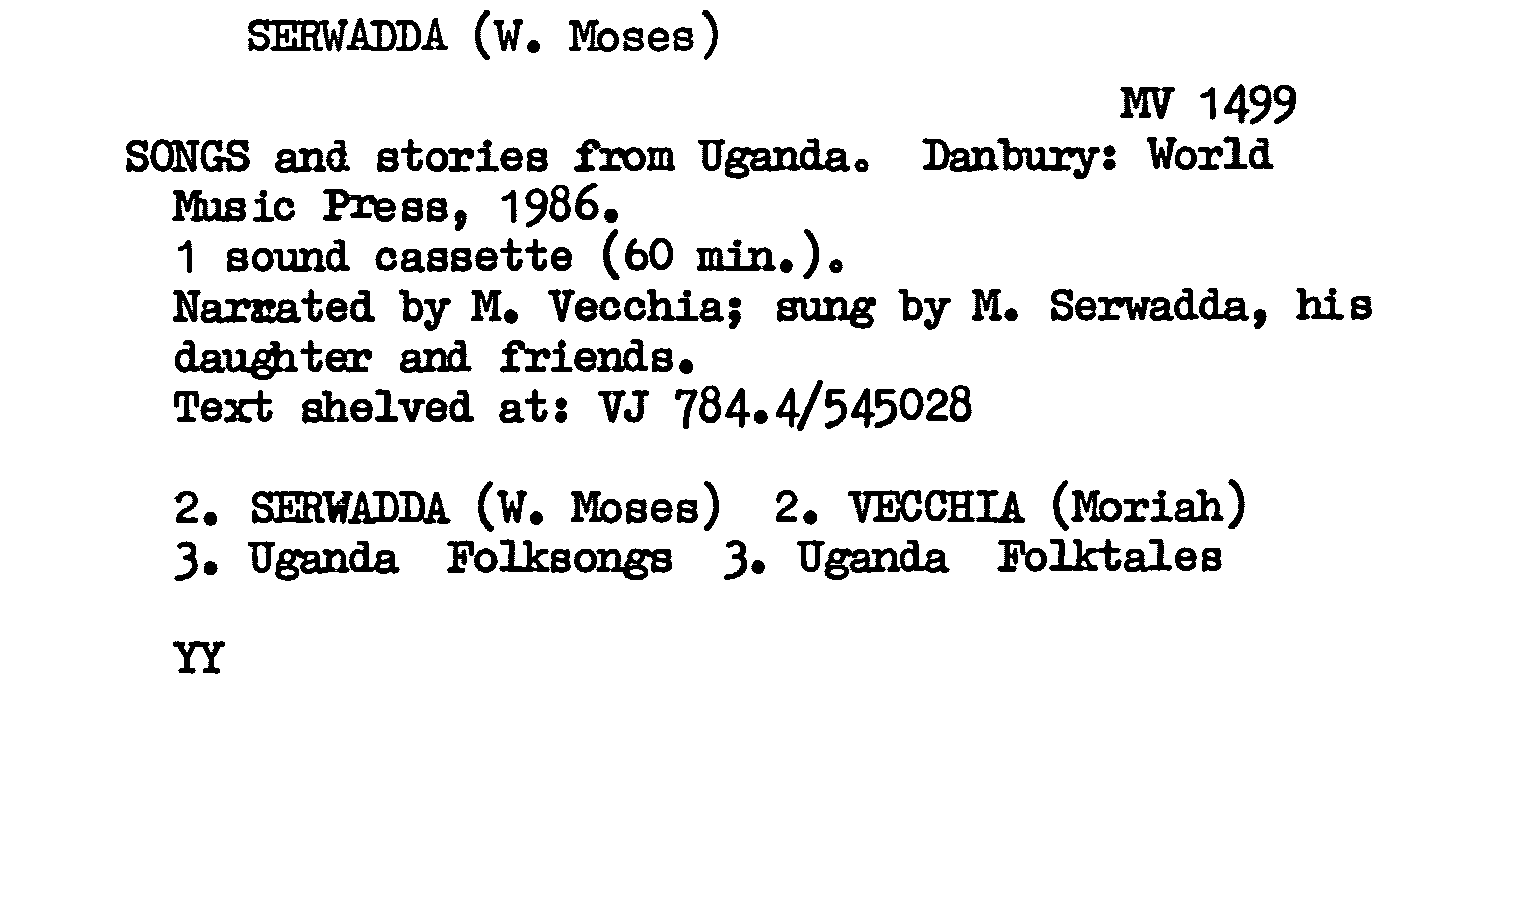 SERWADDA (W. Moses)
MV 1499
SONGS and stories from Uganda. Danbury: World
Music Press, 1986.
1 sound cassette (60 min.).
Narrated by M. Vecchia; sung by M. Serwadda, his
daughter and friends.
Text shelved at: VJ 784.4/545028
2. SERWADDA (W. Moses) 2. VECCHIA (Moriah)
3. Uganda Folksongs 3. Uganda Folktales
YY